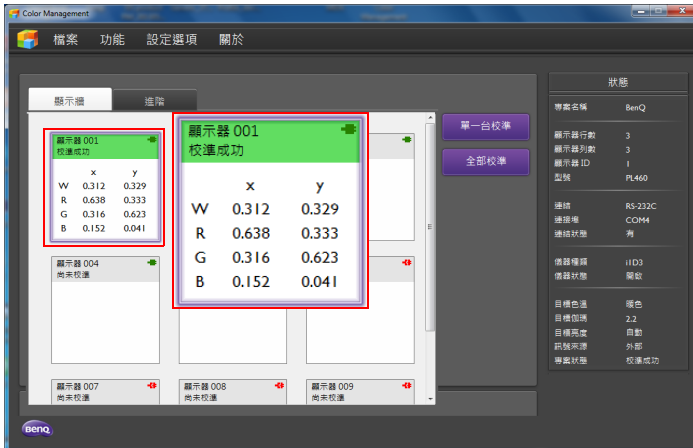 Color Management
檔案 功能 設定選項 關於
顯示牆 進階
顯示器 001
校準成功
x y
W 0.312 0.329
R 0.638 0.333
G 0.316 0.623
B 0.152 0.041
顯示器 001
校準成功
x y
W 0.312 0.329
R 0.638 0.333
G 0.316 0.623
B 0.152 0.041
顯示器 004
尚未校準
顯示器 007
尚未校準
顯示器 008
尚未校準
顯示器 009
尚未校準
單一台校準
全部校準
狀態
專案名稱 BenQ
顯示器行數 3
顯示器列數 3
顯示器 ID 1
型號 PL460
連結 RS-232C
連接埠 COM4
連結狀態 有
儀器種類 i1D3
儀器狀態 開啟
目標色溫 暖色
目標伽瑪 2.2
目標亮度 自動
訊號來源 外部
專案狀態 校準成功
BenQ